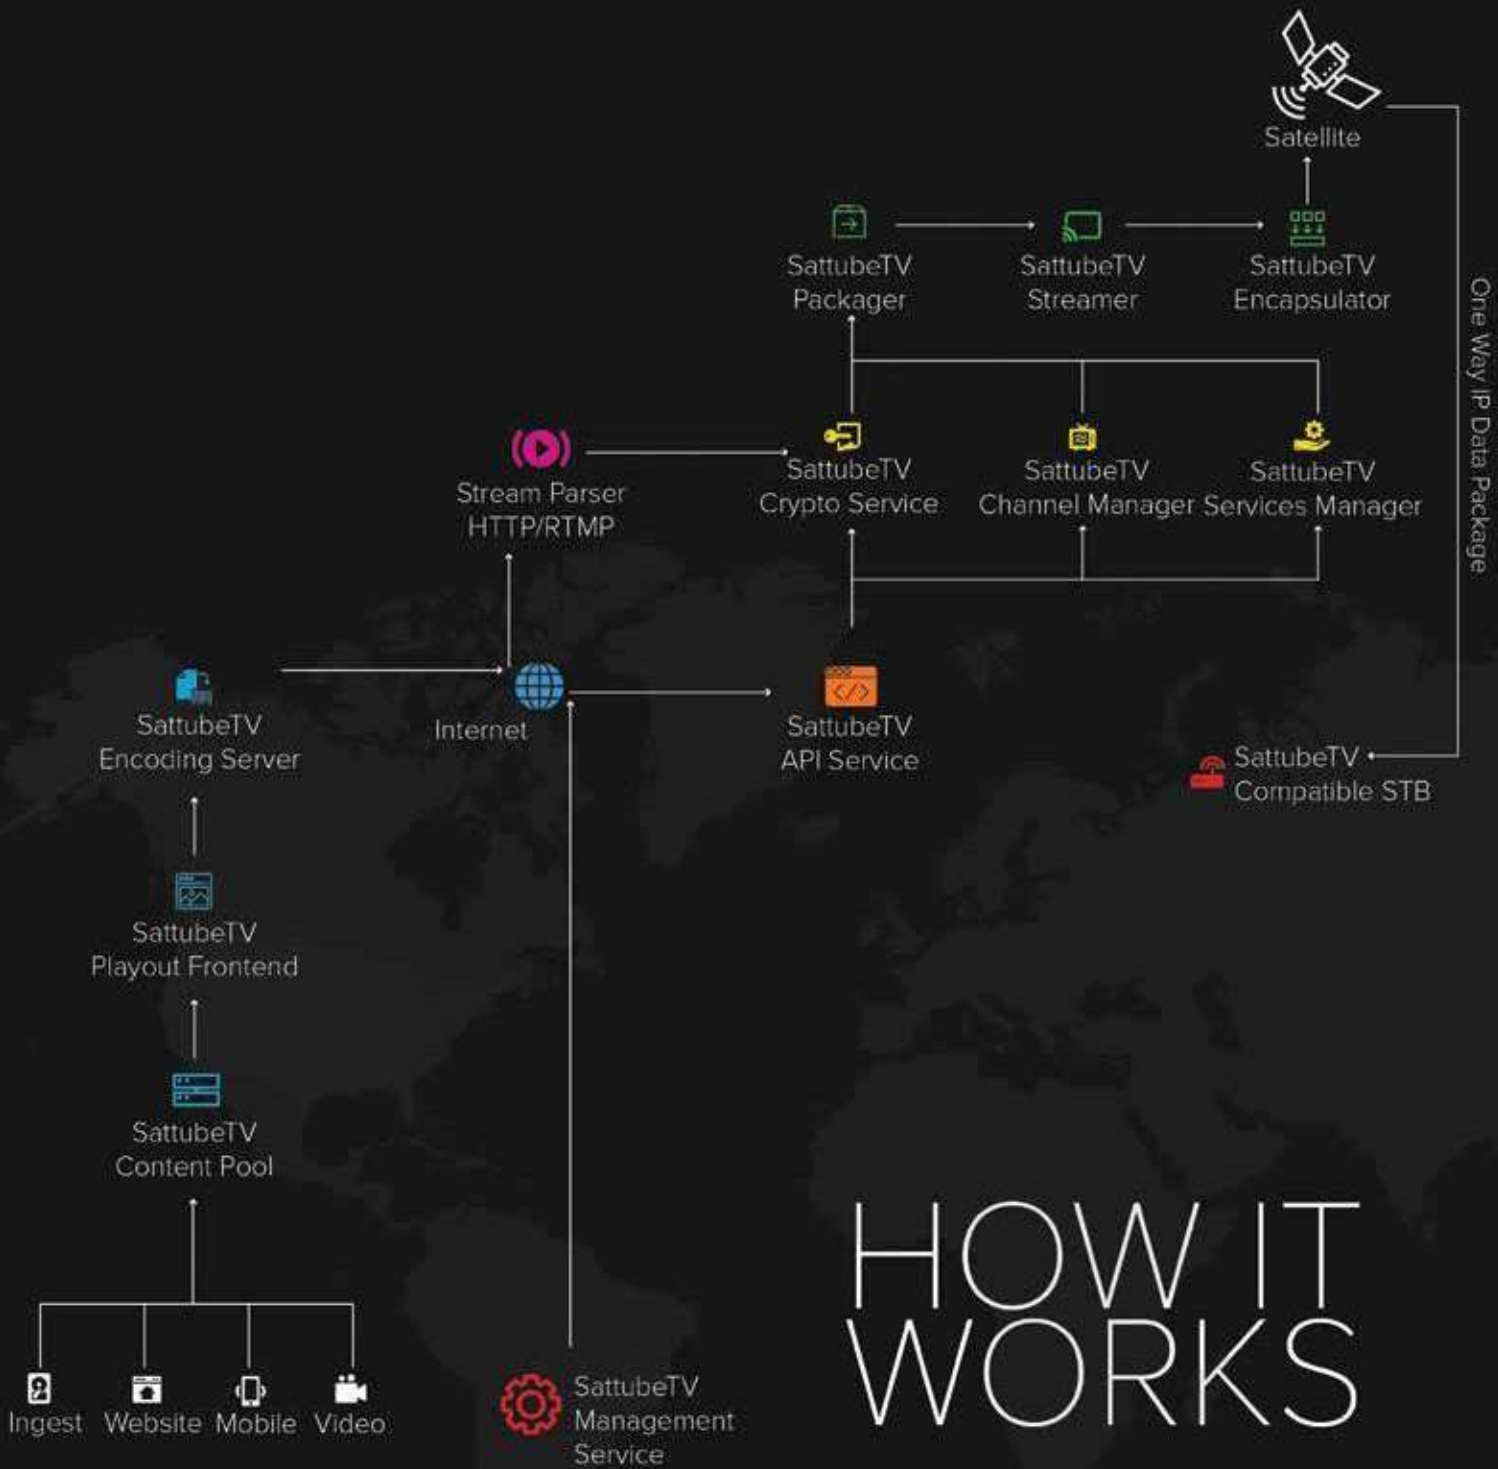 Satellite
SattubeTV
Packager
SattubeTV
Streamer
SattubeTV
Encapsulator
One Way IP Data Package
Stream Parser
HTTP/RTMP
SattubeTV
Crypto Service
SattubeTV
Channel Manager
SattubeTV
Services Manager
SattubeTV
Encoding Server
Internet
SattubeTV
API Service
SattubeTV
Compatible STB
SattubeTV
Playout Frontend
SattubeTV
Content Pool
Ingest
Website
Mobile
Video
SattubeTV
Management
Service
HOW IT
WORKS